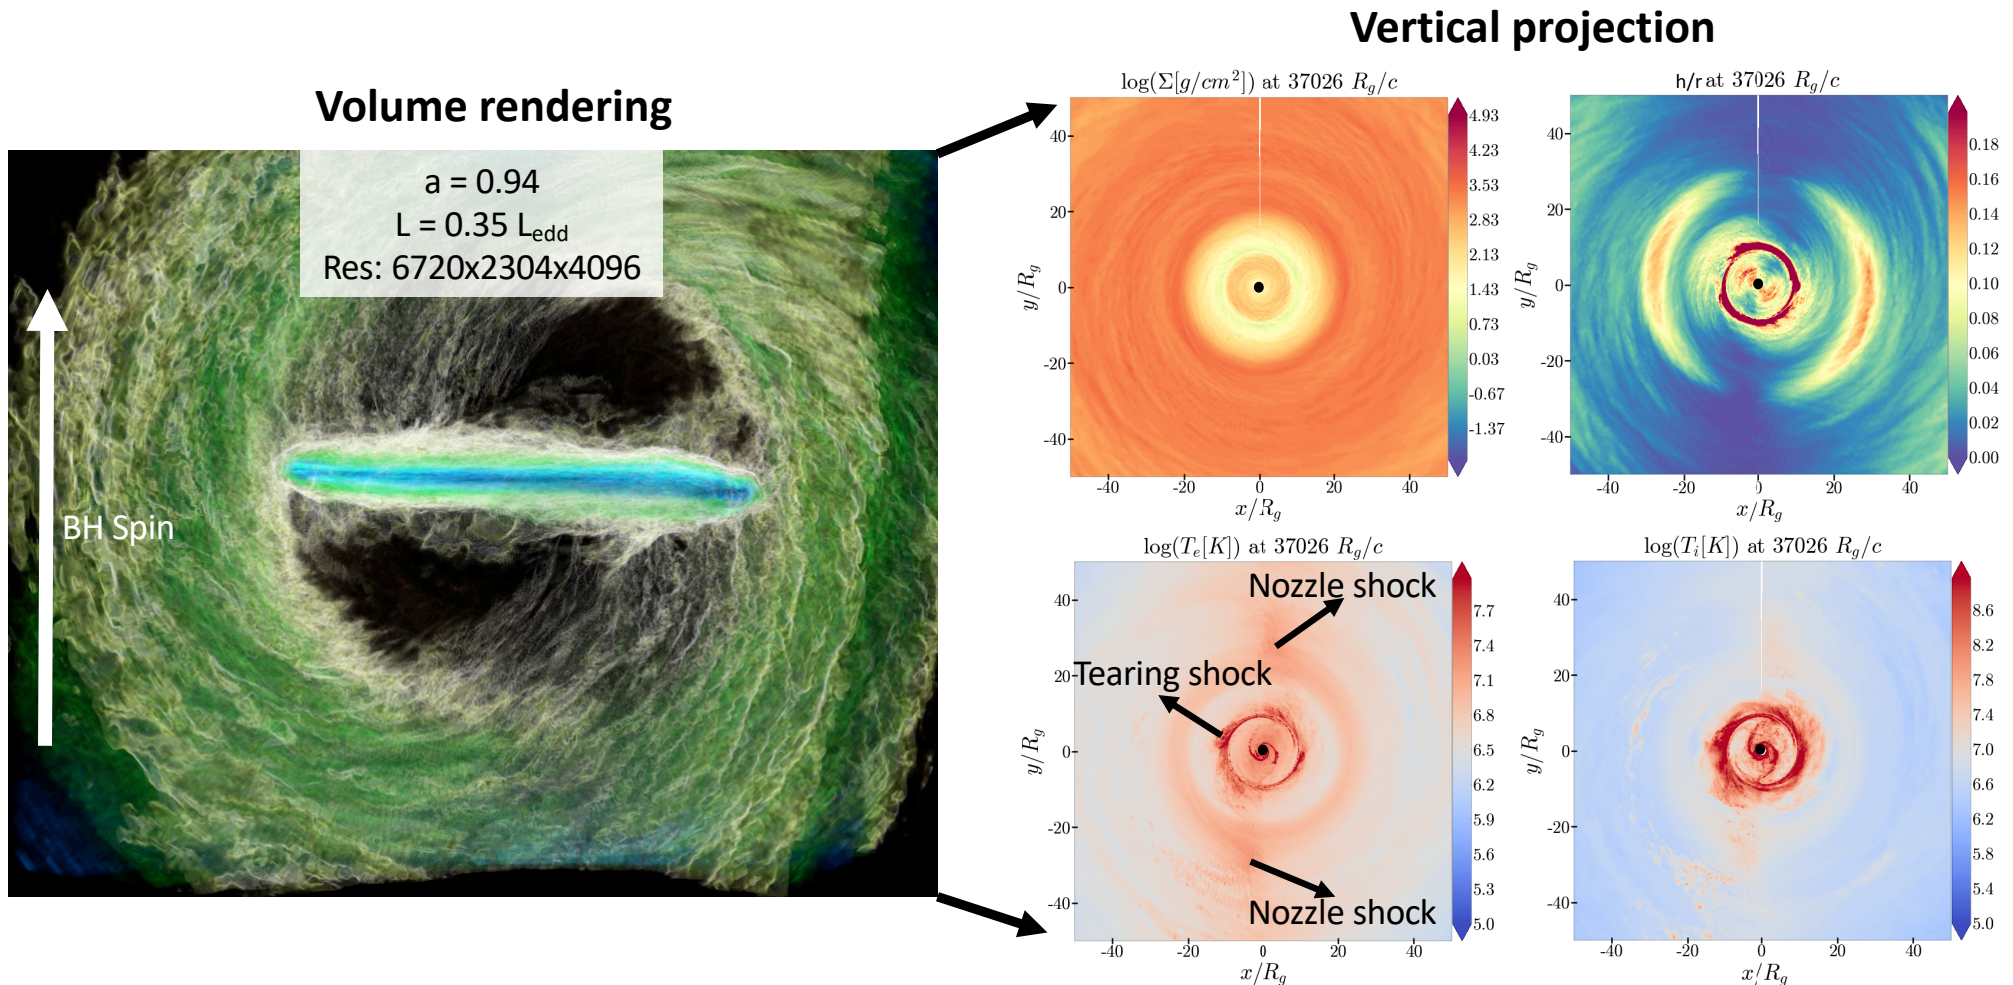 Vertical projection
Volume rendering
a = 0.94
L = 0.35 L_edd
Res: 6720x2304x4096
BH Spin
log(Σ[g/cm²]) at 37026 R_g/c
4.93
4.23
3.53
2.83
2.13
1.43
0.73
0.03
-0.67
-1.37
40
20
0
-20
-40
y/R_g
-40 -20 0 20 40
x/R_g
h/r at 37026 R_g/c
0.18
0.16
0.14
0.12
0.10
0.08
0.06
0.04
0.02
0.00
40
20
0
-20
-40
y/R_g
-40 -20 0 20 40
x/R_g
log(T_e[K]) at 37026 R_g/c
Nozzle shock
Tearing shock
Nozzle shock
7.7
7.4
7.1
6.8
6.5
6.2
5.9
5.6
5.3
5.0
40
20
0
-20
-40
y/R_g
-40 -20 0 20 40
x/R_g
log(T_i[K]) at 37026 R_g/c
8.6
8.2
7.8
7.4
7.0
6.6
6.2
5.8
5.4
5.0
40
20
0
-20
-40
y/R_g
-40 -20 0 20 40
x/R_g